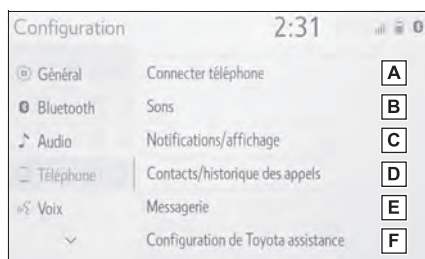 Configuration 2:31
Général Connecter téléphone A
Bluetooth Sons B
Audio Notifications/affichage C
Téléphone Contacts/historique des appels D
Voix Messagerie E
Configuration de Toyota assistance F